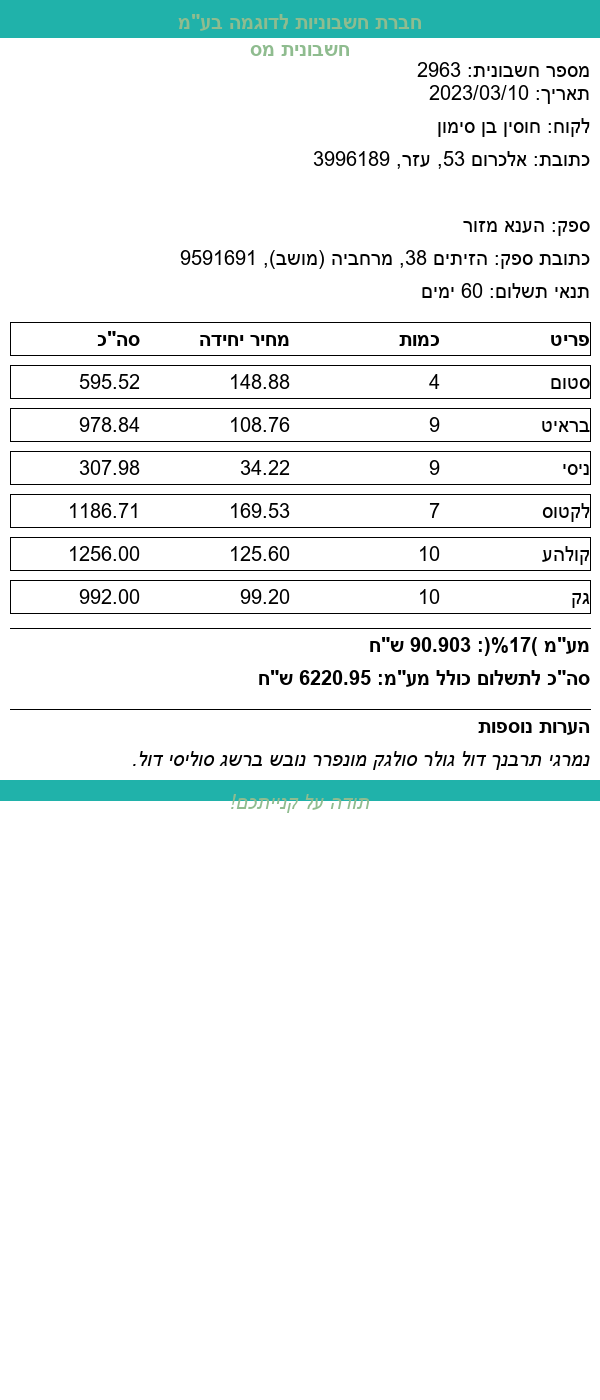 חברת חשבוניות לדוגמה בע"מ
חשבונית מס
מספר חשבונית: 2963
תאריך: 2023/03/10
לקוח: חוסין בן סימון
כתובת: אלכרום 53, עזר, 3996189
ספק: הענא מזור
כתובת ספק: הזיתים 38, מרחביה (מושב), 9591691
תנאי תשלום: 60 ימים
פריט כמות מחיר יחידה סה"כ
סטום 4 148.88 595.52
בראיט 9 108.76 978.84
ניסי 9 34.22 307.98
לקטוס 7 169.53 1186.71
קולהע 10 125.60 1256.00
גק 10 99.20 992.00
מע"מ )17%(: 90.903 ש"ח
סה"כ לתשלום כולל מע"מ: 6220.95 ש"ח
הערות נוספות
נמרגי תרבנך דול גולר סולגק מונפרר נובש ברשג סוליסי דול.
תודה על קנייתכם!